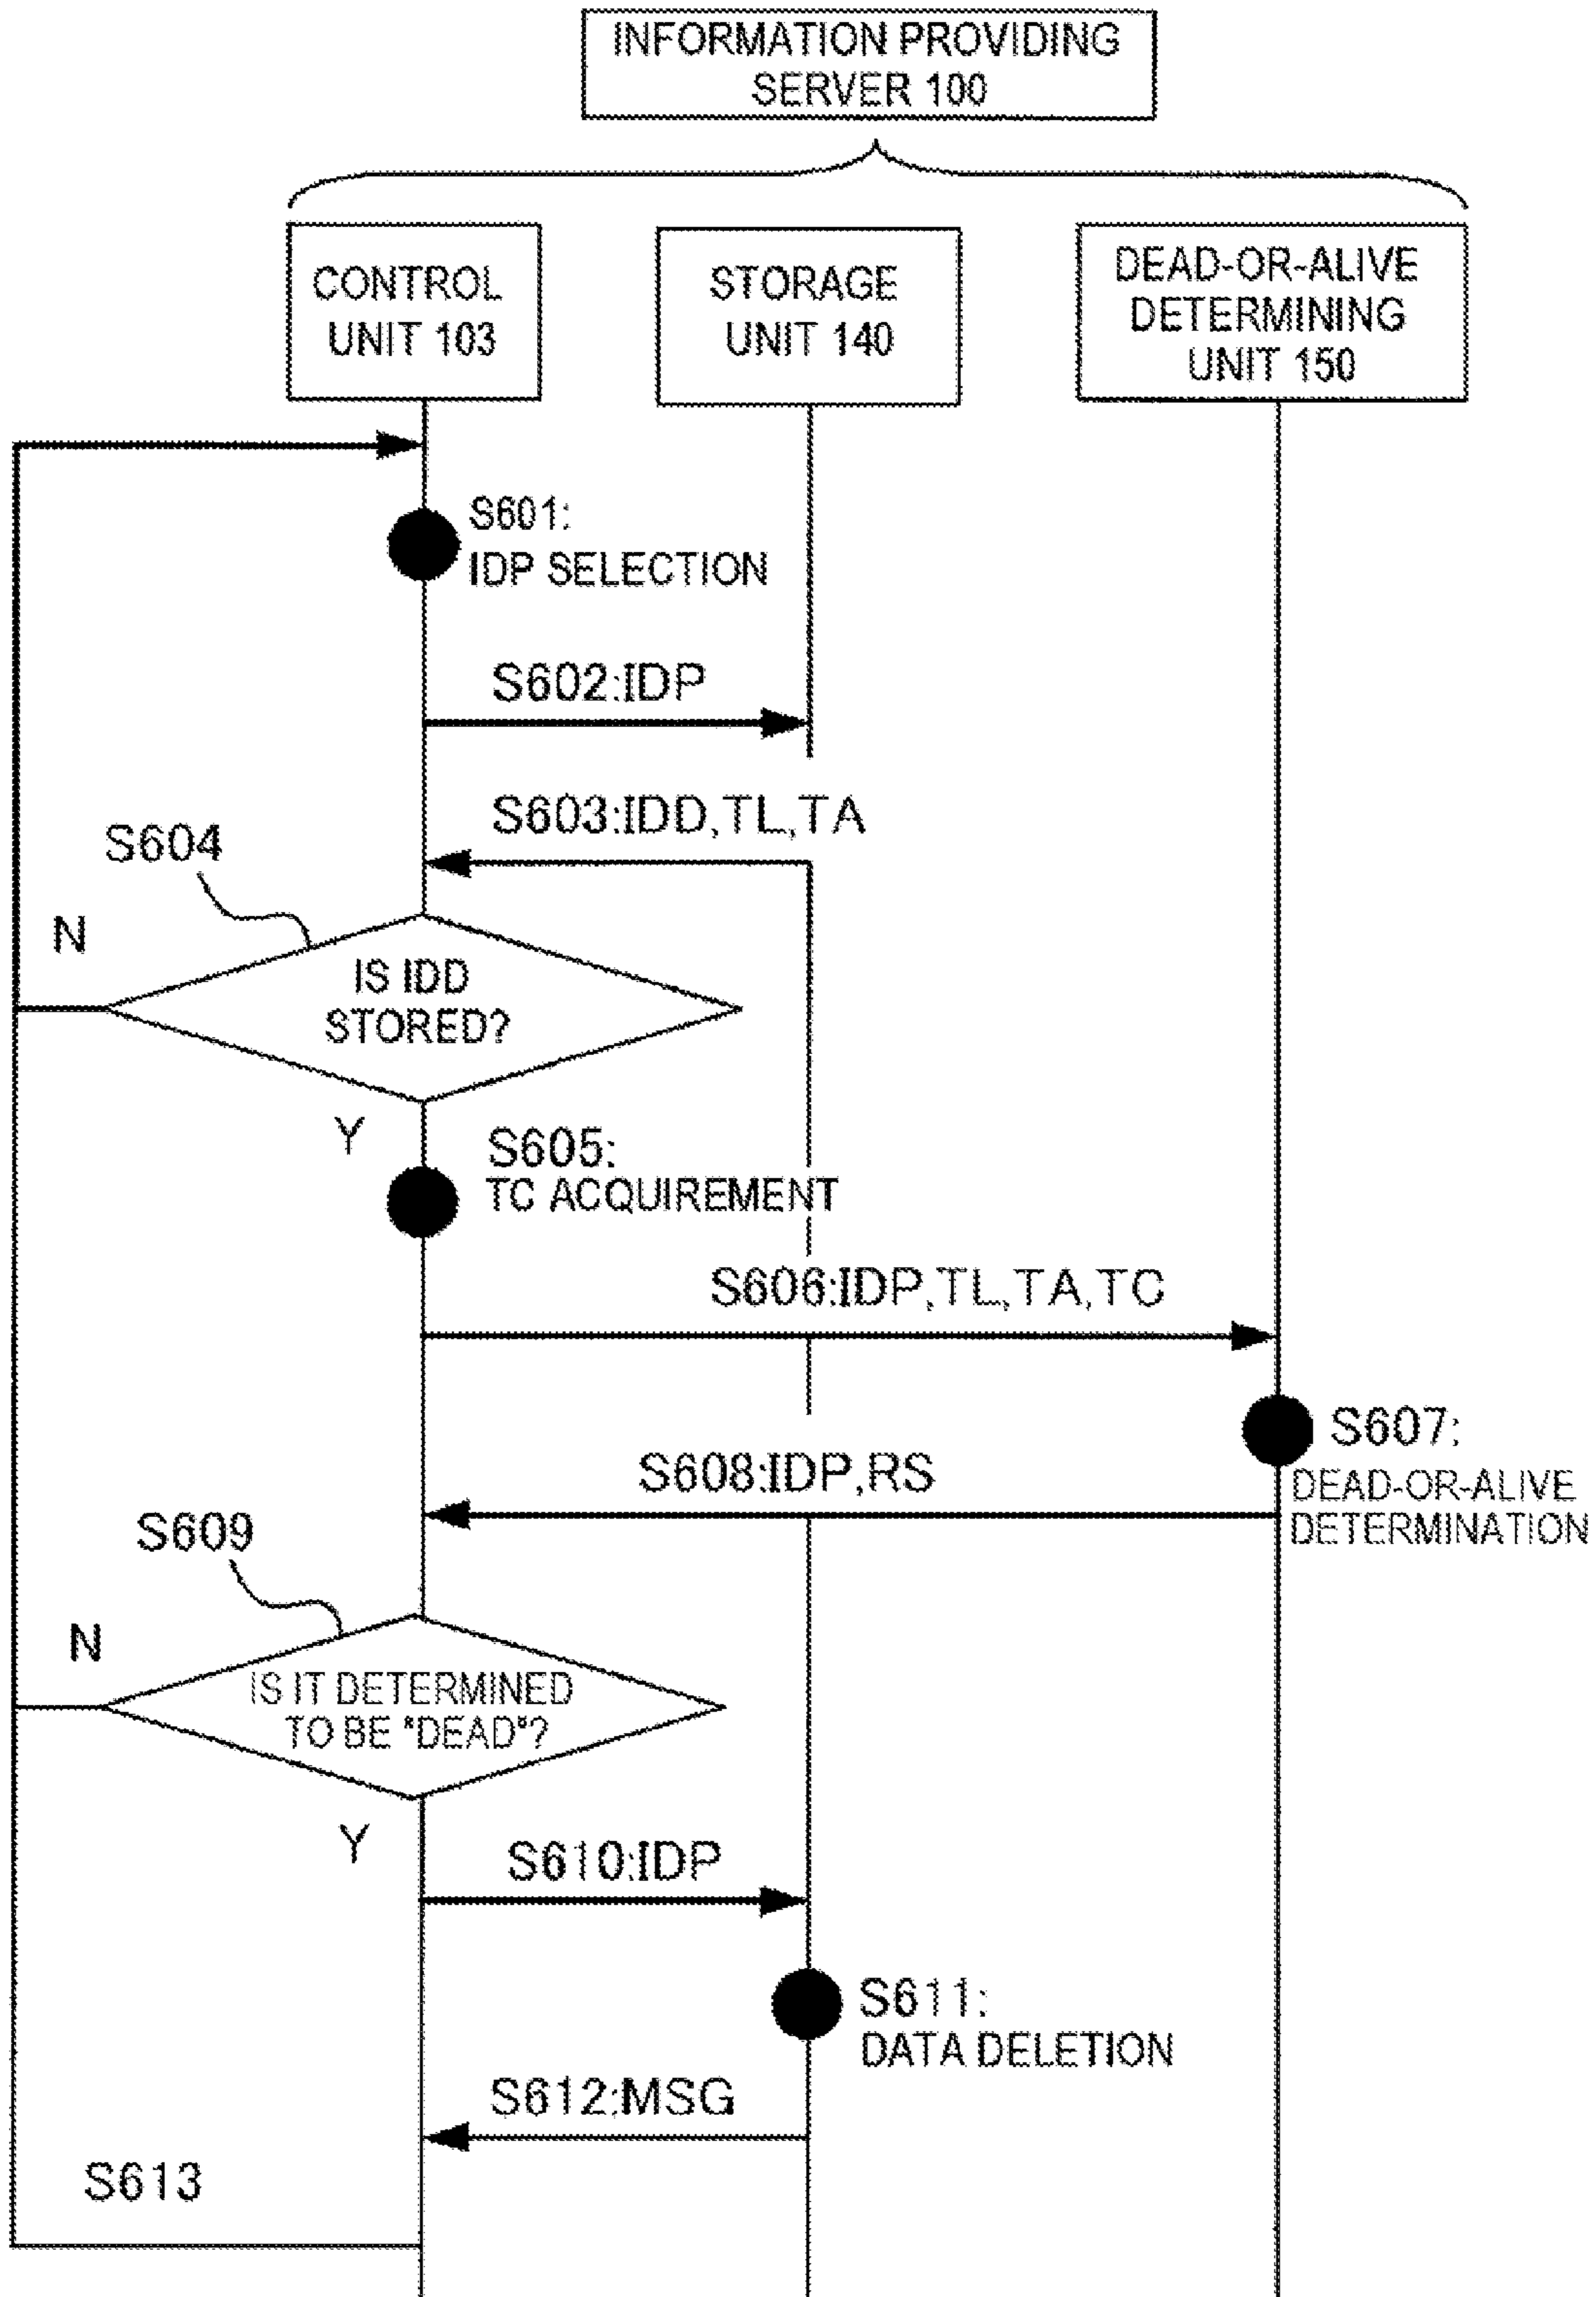 INFORMATION PROVIDING
SERVER 100
CONTROL
UNIT 103
STORAGE
UNIT 140
DEAD-OR-ALIVE
DETERMINING
UNIT 150
S601:
IDP SELECTION
S602:IDP
S603:IDD,TL,TA
S604
N
IS IDD
STORED?
Y
S605:
TC ACQUIREMENT
S606:IDP,TL,TA,TC
S607:
DEAD-OR-ALIVE
DETERMINATION
S608:IDP,RS
S609
N
IS IT DETERMINED
TO BE "DEAD"?
Y
S610:IDP
S611:
DATA DELETION
S612:MSG
S613